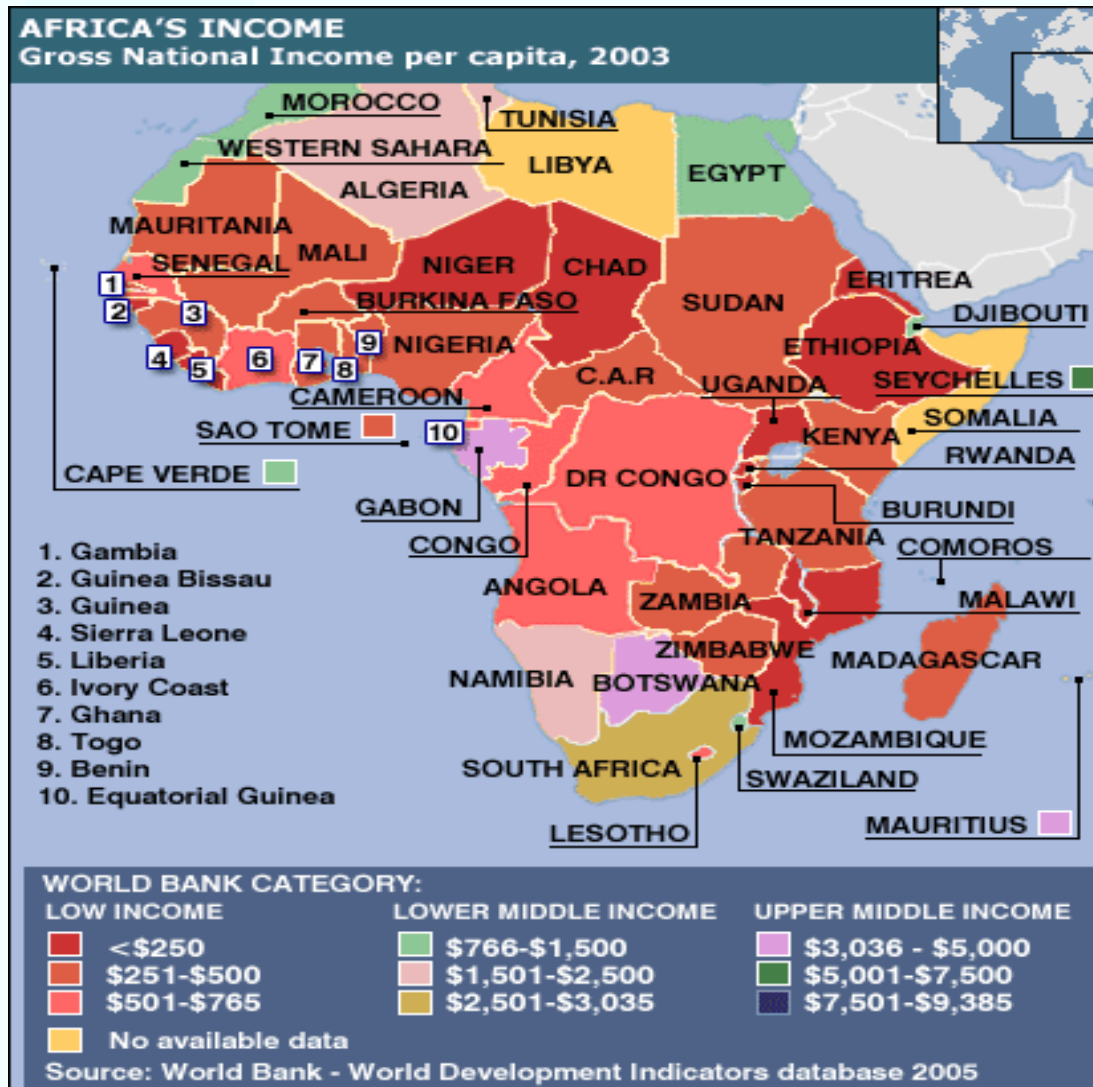 AFRICA'S INCOME
Gross National Income per capita, 2003
MOROCCO
TUNISIA
WESTERN SAHARA
LIBYA
EGYPT
ALGERIA
MAURITANIA
MALI
SENEGAL
NIGER
CHAD
ERITREA
1
2
3
BURKINA FASO
SUDAN
DJIBOUTI
4
5
6
7
8
9
NIGERIA
ETHIOPIA
C.A.R
UGANDA
SEYCHELLES
CAMEROON
SOMALIA
SAO TOME
10
KENYA
RWANDA
CAPE VERDE
DR CONGO
GABON
BURUNDI
CONGO
TANZANIA
COMOROS
ANGOLA
ZAMBIA
MALAWI
ZIMBABWE
MADAGASCAR
NAMIBIA
BOTSWANA
MOZAMBIQUE
SOUTH AFRICA
SWAZILAND
LESOTHO
MAURITIUS
1. Gambia
2. Guinea Bissau
3. Guinea
4. Sierra Leone
5. Liberia
6. Ivory Coast
7. Ghana
8. Togo
9. Benin
10. Equatorial Guinea
WORLD BANK CATEGORY:
LOW INCOME
<$250
$251-$500
$501-$765
No available data
LOWER MIDDLE INCOME
$766-$1,500
$1,501-$2,500
$2,501-$3,035
UPPER MIDDLE INCOME
$3,036 - $5,000
$5,001-$7,500
$7,501-$9,385
Source: World Bank - World Development Indicators database 2005